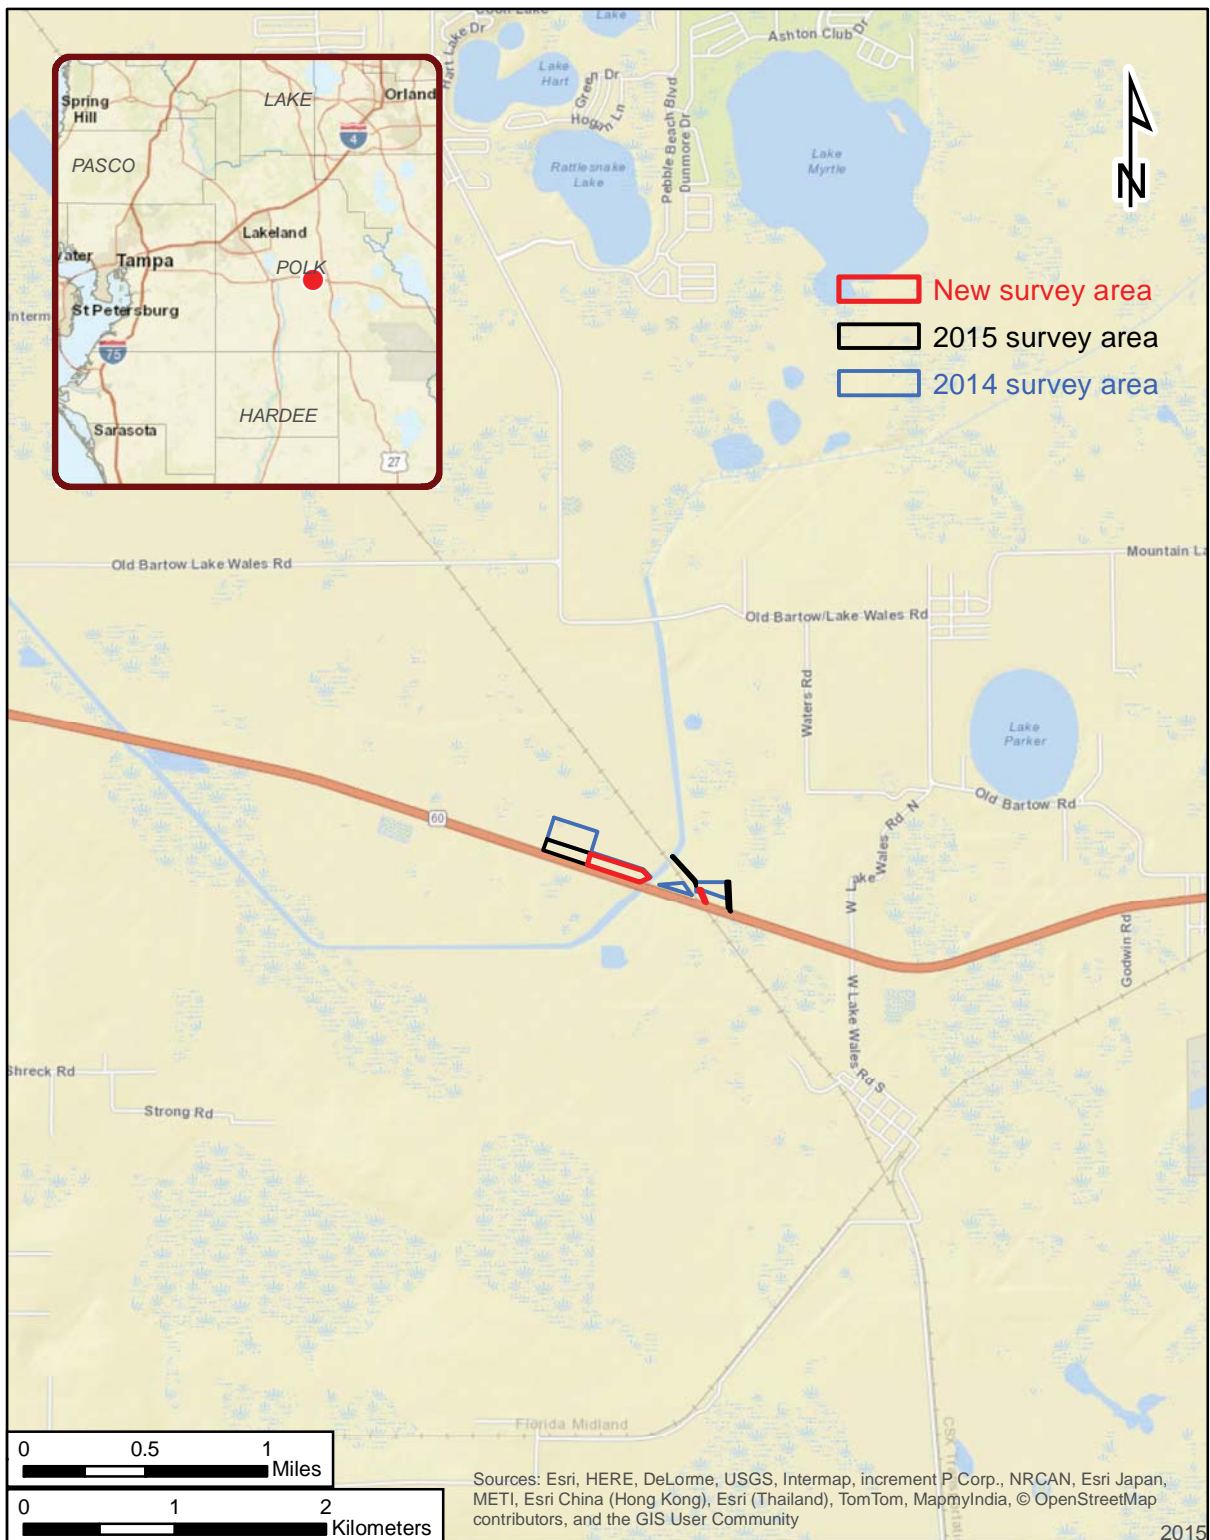 Coon Lake
Lake
Hart Lake Dr
Ashton Club Dr
Lake
Hart
Green Dr
Hogan Ln
Pebble Beach Blvd
Dunmore Dr
Rattlesnake
Lake
Lake
Myrtle
N
Spring
Hill
LAKE
Orland
4
PASCO
Lakeland
Tampa
POLK
St Petersburg
75
HARDEE
Sarasota
27
Interm
New survey area
2015 survey area
2014 survey area
Old Bartow Lake Wales Rd
Mountain La
Old Bartow/Lake Wales Rd
Waters Rd
Lake
Parker
Old Bartow Rd
60
W Lake Wales Rd N
Godwin Rd
W Lake Wales Rd S
Shreck Rd
Strong Rd
Florida Midland
0 0.5 1
Miles
0 1 2
Kilometers
Sources: Esri, HERE, DeLorme, USGS, Intermap, increment P Corp., NRCAN, Esri Japan,
METI, Esri China (Hong Kong), Esri (Thailand), TomTom, MapmyIndia, © OpenStreetMap
contributors, and the GIS User Community
2015